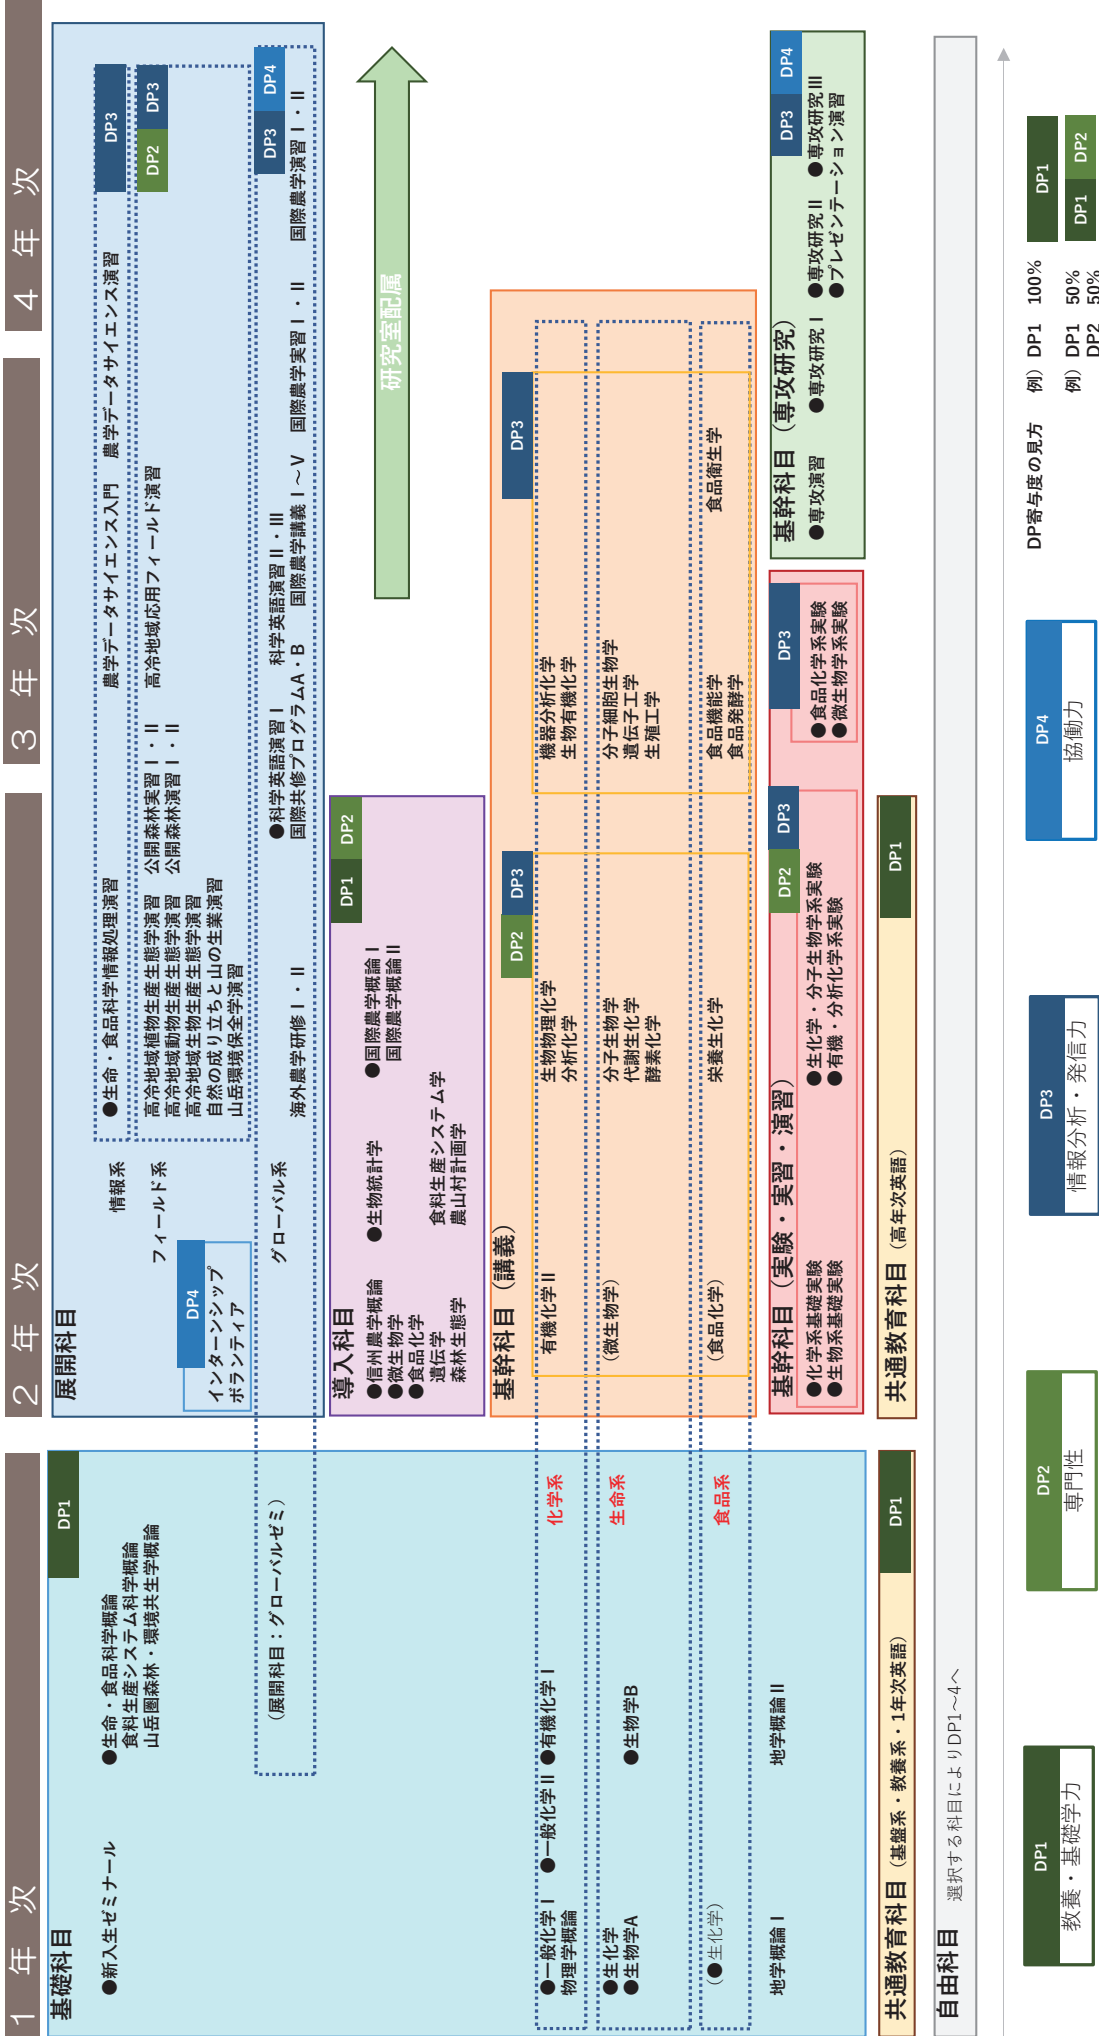 1 年 次
2 年 次
3 年 次
4 年 次
基礎科目
DP1
●新入生ゼミナール
●生命・食品科学概論
食料生産システム科学概論
山岳圏森林・環境共生学概論
(展開科目:グローバルゼミ)
●一般化学Ⅰ
●一般化学Ⅱ
●有機化学Ⅰ
物理学概論
化学系
●生化学
●生物学A
●生物学B
生命系
(●生化学)
食品系
地学概論Ⅰ
地学概論Ⅱ
展開科目
情報系
●生命・食品科学情報処理演習
農学データサイエンス入門
農学データサイエンス演習
DP3
フィールド系
高冷地域植物生産生態学演習
高冷地域動物生産生態学演習
高冷地域生物生産生態学演習
自然の成り立ちと山の生業演習
山岳環境保全学演習
公開森林実習Ⅰ・Ⅱ
公開森林演習Ⅰ・Ⅱ
高冷地域応用フィールド演習
DP2
DP3
DP4
インターンシップ
ボランティア
グローバル系
海外農学研修Ⅰ・Ⅱ
●科学英語演習Ⅰ
科学英語演習Ⅱ・Ⅲ
国際共修プログラムA・B
国際農学講義Ⅰ～Ⅴ
国際農学実習Ⅰ・Ⅱ
国際農学演習Ⅰ・Ⅱ
DP3
DP4
導入科目
DP1
DP2
●信州農学概論
●微生物学
●食品化学
遺伝学
森林生態学
●生物統計学
食料生産システム学
農山村計画学
●国際農学概論Ⅰ
国際農学概論Ⅱ
研究室配属
基幹科目(講義)
DP2
DP3
DP3
有機化学Ⅱ
生物物理化学
分析化学
機器分析化学
生物有機化学
(微生物学)
分子生物学
代謝生化学
酵素化学
分子細胞生物学
遺伝子工学
生殖工学
(食品化学)
栄養生化学
食品機能学
食品発酵学
食品衛生学
基幹科目(実験・実習・演習)
DP2
DP3
DP3
●化学系基礎実験
●生物系基礎実験
●生化学・分子生物学系実験
●有機・分析化学系実験
●食品化学系実験
●微生物学系実験
基幹科目(専攻研究)
DP3
DP4
●専攻演習
●専攻研究Ⅰ
●専攻研究Ⅱ
●専攻研究Ⅲ
●プレゼンテーション演習
共通教育科目(基盤系・教養系・1年次英語)
DP1
共通教育科目(高年次英語)
DP1
自由科目
選択する科目によりDP1～4へ
DP1
教養・基礎学力
DP2
専門性
DP3
情報分析・発信力
DP4
協働力
DP寄与度の見方
例) DP1 100%
DP1
例) DP1 50%
DP2 50%
DP1
DP2